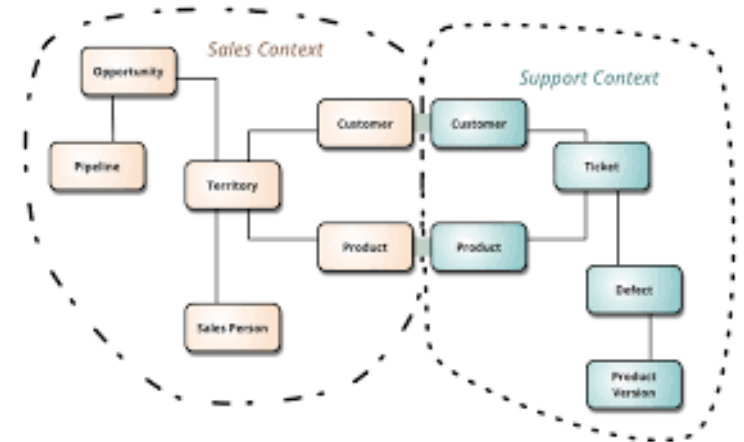 Sales Context
Opportunity
Support Context
Customer
Customer
Pipeline
Ticket
Territory
Product
Product
Defect
Sales Person
Product
Version